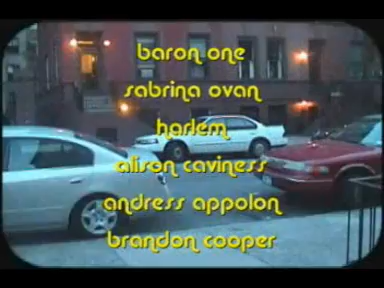 baron one
sabrina ovan
harlem
alison caviness
andress appolon
brandon cooper